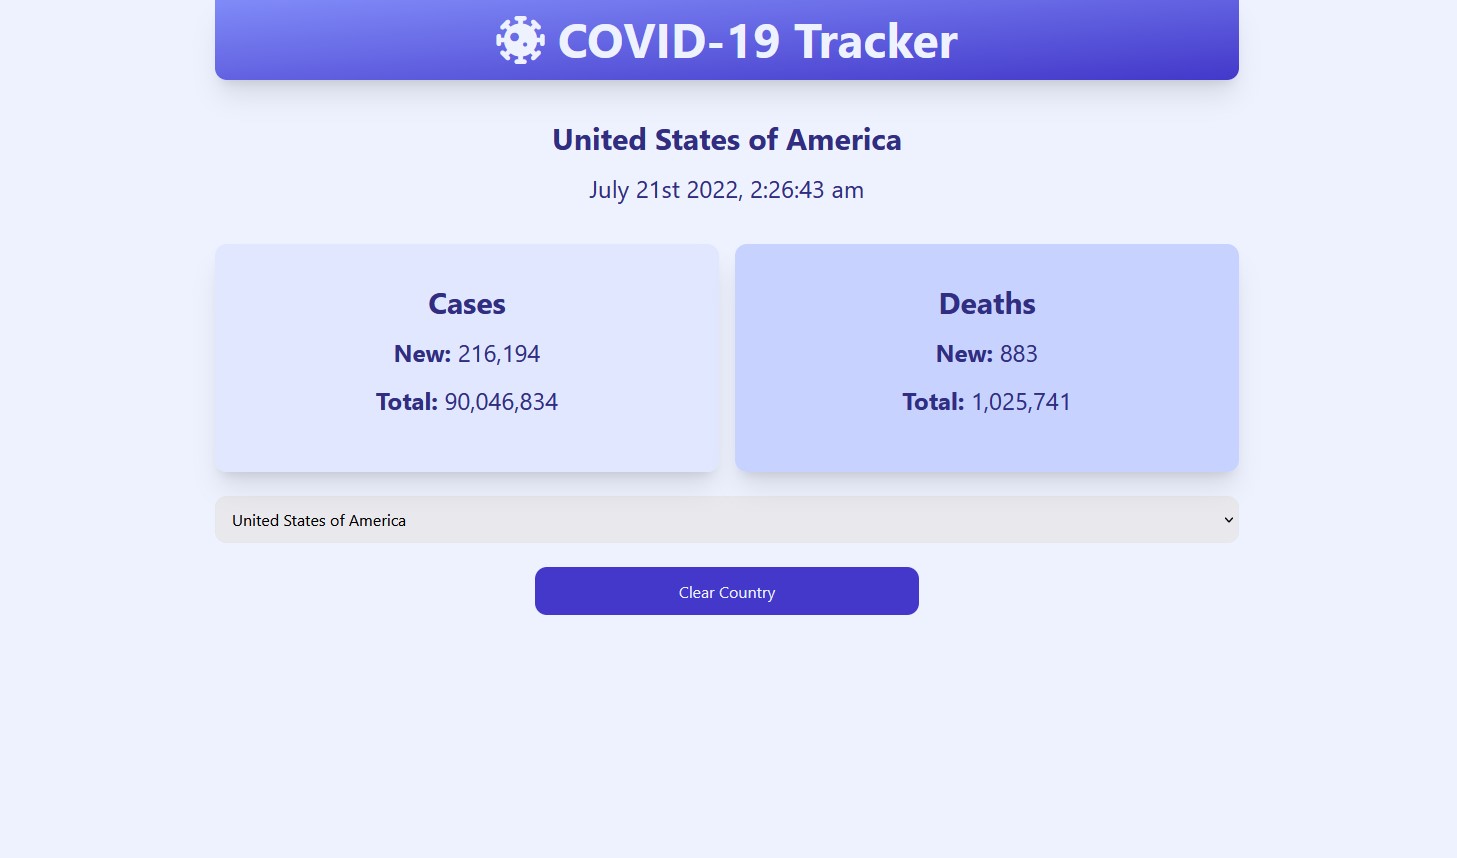 COVID-19 Tracker
United States of America
July 21st 2022, 2:26:43 am
Cases
New: 216,194
Total: 90,046,834
Deaths
New: 883
Total: 1,025,741
United States of America
Clear Country